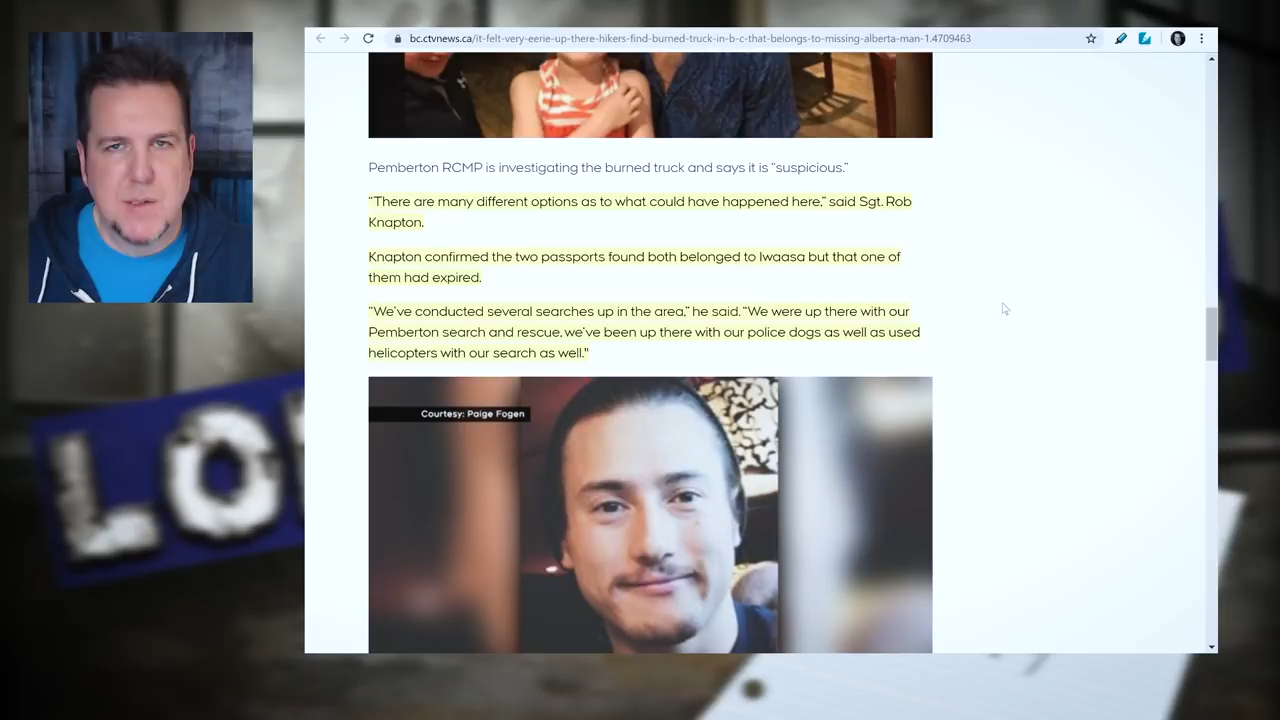 bc.ctvnews.ca/it-felt-very-eerie-up-there-hikers-find-burned-truck-in-b-c-that-belongs-to-missing-alberta-man-1.4709463
Pemberton RCMP is investigating the burned truck and says it is "suspicious."
"There are many different options as to what could have happened here," said Sgt. Rob
Knapton.
Knapton confirmed the two passports found both belonged to Iwaasa but that one of
them had expired.
"We've conducted several searches up in the area," he said. "We were up there with our
Pemberton search and rescue, we've been up there with our police dogs as well as used
helicopters with our search as well."
Courtesy: Paige Fogen